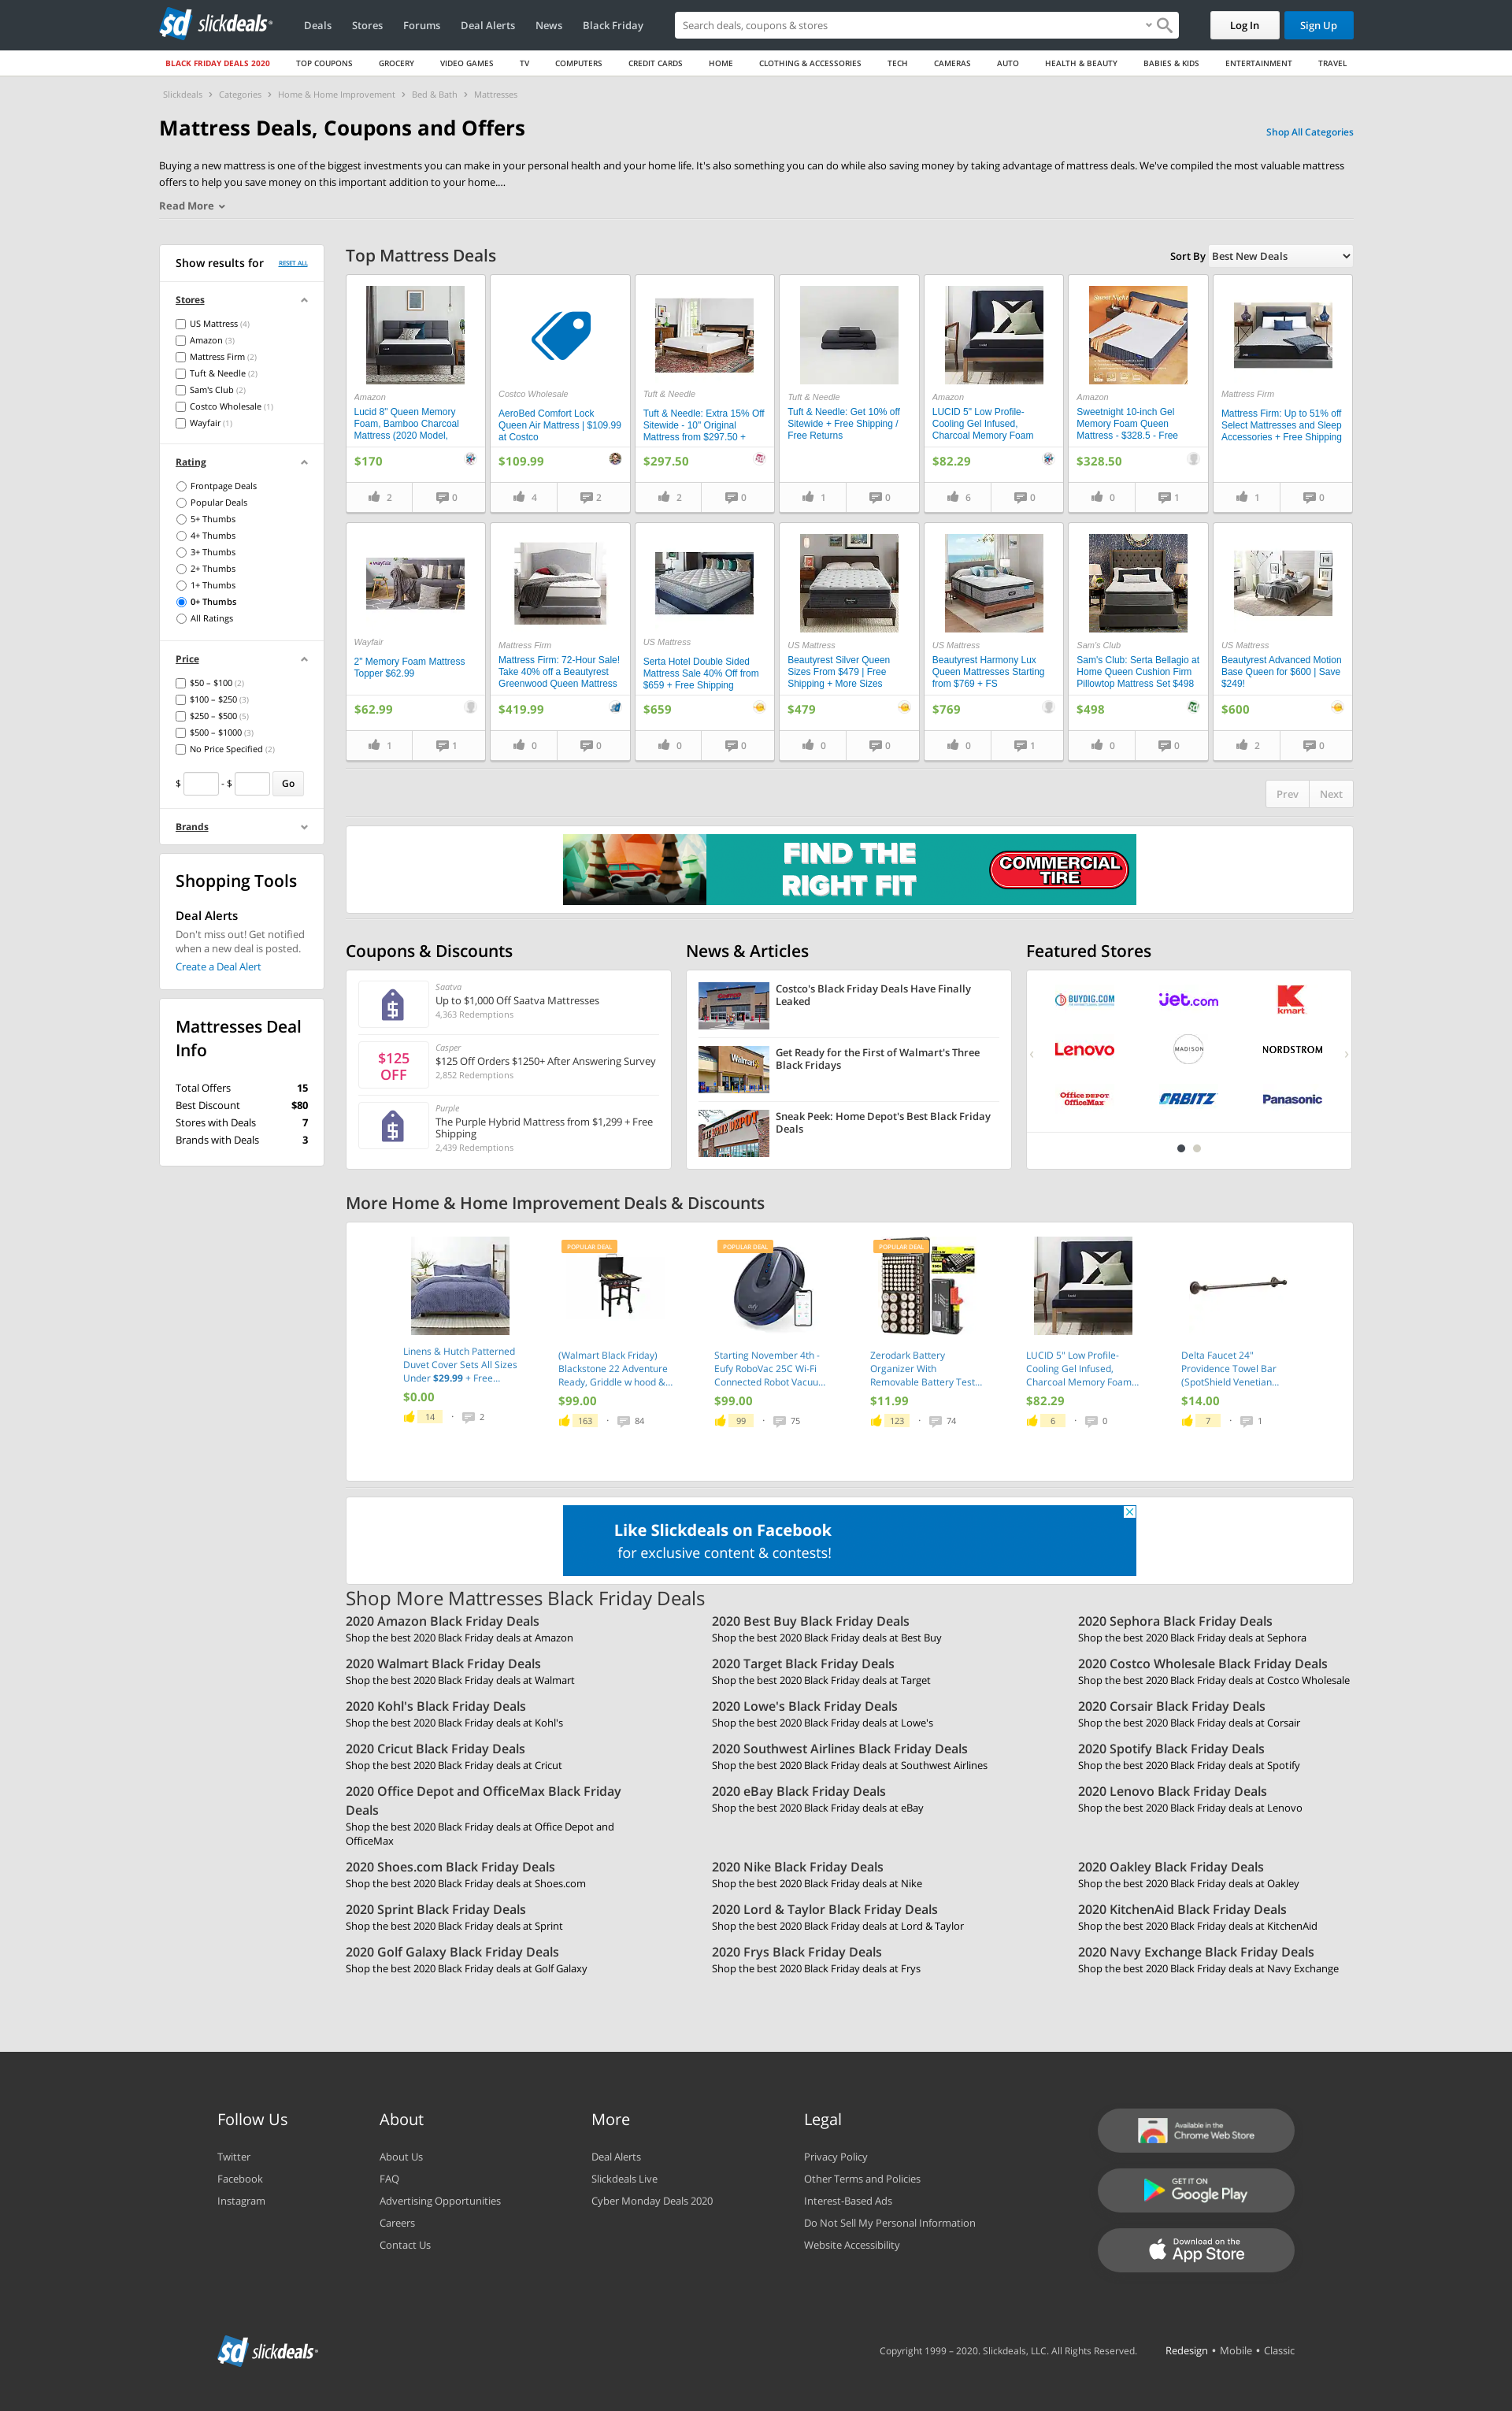 sd slickdeals
Deals Stores Forums Deal Alerts News Black Friday
Search deals, coupons & stores
Log In
Sign Up
BLACK FRIDAY DEALS 2020 TOP COUPONS GROCERY VIDEO GAMES TV COMPUTERS CREDIT CARDS HOME CLOTHING & ACCESSORIES TECH CAMERAS AUTO HEALTH & BEAUTY BABIES & KIDS ENTERTAINMENT TRAVEL
Slickdeals › Categories › Home & Home Improvement › Bed & Bath › Mattresses
Mattress Deals, Coupons and Offers
Shop All Categories
Buying a new mattress is one of the biggest investments you can make in your personal health and your home life. It's also something you can do while also saving money by taking advantage of mattress deals. We've compiled the most valuable mattress
offers to help you save money on this important addition to your home....
Read More
Show results for
RESET ALL
Stores
US Mattress (4)
Amazon (3)
Mattress Firm (2)
Tuft & Needle (2)
Sam's Club (2)
Costco Wholesale (1)
Wayfair (1)
Rating
Frontpage Deals
Popular Deals
5+ Thumbs
4+ Thumbs
3+ Thumbs
2+ Thumbs
1+ Thumbs
0+ Thumbs
All Ratings
Price
$50 – $100 (2)
$100 – $250 (3)
$250 – $500 (5)
$500 – $1000 (3)
No Price Specified (2)
$ - $ Go
Brands
Shopping Tools
Deal Alerts
Don't miss out! Get notified
when a new deal is posted.
Create a Deal Alert
Mattresses Deal
Info
Total Offers 15
Best Discount $80
Stores with Deals 7
Brands with Deals 3
Top Mattress Deals
Sort By Best New Deals
Amazon
Lucid 8" Queen Memory
Foam, Bamboo Charcoal
Mattress (2020 Model,
$170
2 0
Costco Wholesale
AeroBed Comfort Lock
Queen Air Mattress | $109.99
at Costco
$109.99
4 2
Tuft & Needle
Tuft & Needle: Extra 15% Off
Sitewide - 10" Original
Mattress from $297.50 +
$297.50
2 0
Tuft & Needle
Tuft & Needle: Get 10% off
Sitewide + Free Shipping /
Free Returns
1 0
Amazon
LUCID 5" Low Profile-
Cooling Gel Infused,
Charcoal Memory Foam
$82.29
6 0
Sweet Night
Amazon
Sweetnight 10-inch Gel
Memory Foam Queen
Mattress - $328.5 - Free
$328.50
0 1
Mattress Firm
Mattress Firm: Up to 51% off
Select Mattresses and Sleep
Accessories + Free Shipping
1 0
wayfair
Wayfair
2" Memory Foam Mattress
Topper $62.99
$62.99
1 1
Mattress Firm
Mattress Firm: 72-Hour Sale!
Take 40% off a Beautyrest
Greenwood Queen Mattress
$419.99
0 0
US Mattress
Serta Hotel Double Sided
Mattress Sale 40% Off from
$659 + Free Shipping
$659
0 0
US Mattress
Beautyrest Silver Queen
Sizes From $479 | Free
Shipping + More Sizes
$479
0 0
US Mattress
Beautyrest Harmony Lux
Queen Mattresses Starting
from $769 + FS
$769
0 1
Sam's Club
Sam's Club: Serta Bellagio at
Home Queen Cushion Firm
Pillowtop Mattress Set $498
$498
0 0
US Mattress
Beautyrest Advanced Motion
Base Queen for $600 | Save
$249!
$600
2 0
Prev Next
FIND THE
RIGHT FIT
COMMERCIAL
TIRE
Coupons & Discounts
Saatva
Up to $1,000 Off Saatva Mattresses
4,363 Redemptions
$125
OFF
Casper
$125 Off Orders $1250+ After Answering Survey
2,852 Redemptions
Purple
The Purple Hybrid Mattress from $1,299 + Free
Shipping
2,439 Redemptions
News & Articles
Costco's Black Friday Deals Have Finally
Leaked
Walmart
Get Ready for the First of Walmart's Three
Black Fridays
THE HOME DEPOT
Sneak Peek: Home Depot's Best Black Friday
Deals
Featured Stores
BUYDIG.COM
Jet.com
K
kmart
Lenovo
MADISON
NORDSTROM
Office DEPOT
OfficeMax
ORBITZ
Panasonic
More Home & Home Improvement Deals & Discounts
Linens & Hutch Patterned
Duvet Cover Sets All Sizes
Under $29.99 + Free...
$0.00
14 · 2
POPULAR DEAL
(Walmart Black Friday)
Blackstone 22 Adventure
Ready, Griddle w hood &...
$99.00
163 · 84
POPULAR DEAL
eufy
Starting November 4th -
Eufy RoboVac 25C Wi-Fi
Connected Robot Vacuu...
$99.00
99 · 75
POPULAR DEAL
Zerodark Battery
Organizer With
Removable Battery Test...
$11.99
123 · 74
LUCID 5" Low Profile-
Cooling Gel Infused,
Charcoal Memory Foam...
$82.29
6 · 0
Delta Faucet 24"
Providence Towel Bar
(SpotShield Venetian...
$14.00
7 · 1
Like Slickdeals on Facebook
for exclusive content & contests!
Shop More Mattresses Black Friday Deals
2020 Amazon Black Friday Deals
Shop the best 2020 Black Friday deals at Amazon
2020 Best Buy Black Friday Deals
Shop the best 2020 Black Friday deals at Best Buy
2020 Sephora Black Friday Deals
Shop the best 2020 Black Friday deals at Sephora
2020 Walmart Black Friday Deals
Shop the best 2020 Black Friday deals at Walmart
2020 Target Black Friday Deals
Shop the best 2020 Black Friday deals at Target
2020 Costco Wholesale Black Friday Deals
Shop the best 2020 Black Friday deals at Costco Wholesale
2020 Kohl's Black Friday Deals
Shop the best 2020 Black Friday deals at Kohl's
2020 Lowe's Black Friday Deals
Shop the best 2020 Black Friday deals at Lowe's
2020 Corsair Black Friday Deals
Shop the best 2020 Black Friday deals at Corsair
2020 Cricut Black Friday Deals
Shop the best 2020 Black Friday deals at Cricut
2020 Southwest Airlines Black Friday Deals
Shop the best 2020 Black Friday deals at Southwest Airlines
2020 Spotify Black Friday Deals
Shop the best 2020 Black Friday deals at Spotify
2020 Office Depot and OfficeMax Black Friday
Deals
Shop the best 2020 Black Friday deals at Office Depot and
OfficeMax
2020 eBay Black Friday Deals
Shop the best 2020 Black Friday deals at eBay
2020 Lenovo Black Friday Deals
Shop the best 2020 Black Friday deals at Lenovo
2020 Shoes.com Black Friday Deals
Shop the best 2020 Black Friday deals at Shoes.com
2020 Nike Black Friday Deals
Shop the best 2020 Black Friday deals at Nike
2020 Oakley Black Friday Deals
Shop the best 2020 Black Friday deals at Oakley
2020 Sprint Black Friday Deals
Shop the best 2020 Black Friday deals at Sprint
2020 Lord & Taylor Black Friday Deals
Shop the best 2020 Black Friday deals at Lord & Taylor
2020 KitchenAid Black Friday Deals
Shop the best 2020 Black Friday deals at KitchenAid
2020 Golf Galaxy Black Friday Deals
Shop the best 2020 Black Friday deals at Golf Galaxy
2020 Frys Black Friday Deals
Shop the best 2020 Black Friday deals at Frys
2020 Navy Exchange Black Friday Deals
Shop the best 2020 Black Friday deals at Navy Exchange
Follow Us
Twitter
Facebook
Instagram
About
About Us
FAQ
Advertising Opportunities
Careers
Contact Us
More
Deal Alerts
Slickdeals Live
Cyber Monday Deals 2020
Legal
Privacy Policy
Other Terms and Policies
Interest-Based Ads
Do Not Sell My Personal Information
Website Accessibility
Available in the
Chrome Web Store
GET IT ON
Google Play
Download on the
App Store
sd slickdeals
Copyright 1999 – 2020. Slickdeals, LLC. All Rights Reserved.
Redesign • Mobile • Classic